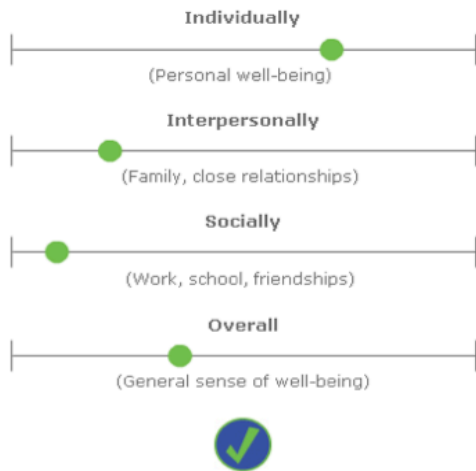 Individually
(Personal well-being)
Interpersonally
(Family, close relationships)
Socially
(Work, school, friendships)
Overall
(General sense of well-being)